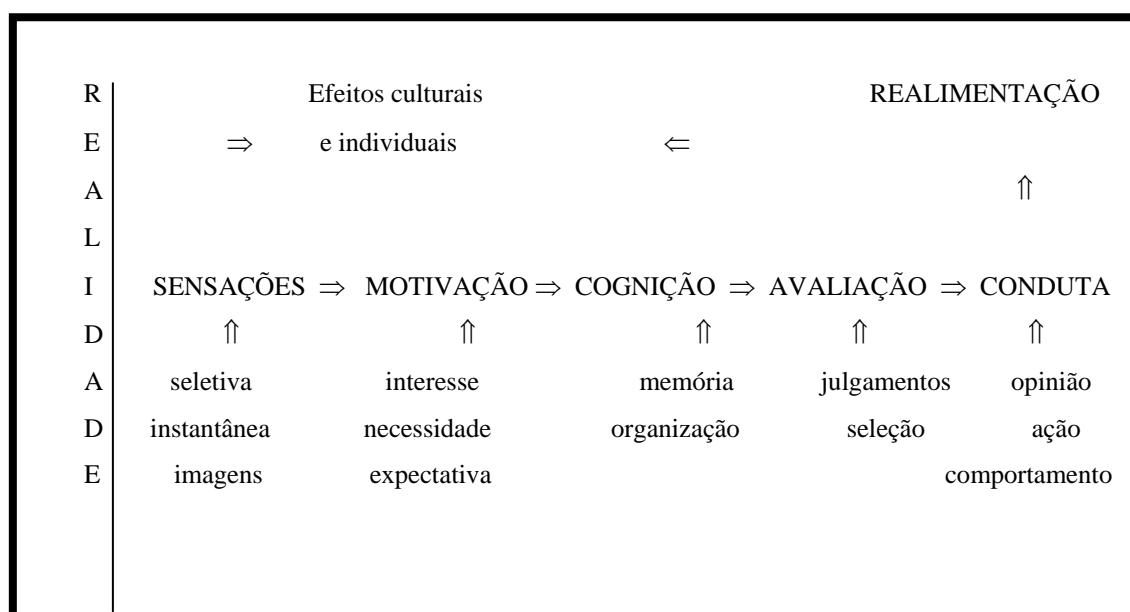 R Efeitos culturais REALIMENTAÇÃO
E ⇒ e individuais ⇐
A ⇑
L
I SENSAÇÕES ⇒ MOTIVAÇÃO ⇒ COGNIÇÃO ⇒ AVALIAÇÃO ⇒ CONDUTA
D ⇑ ⇑ ⇑ ⇑ ⇑
A seletiva interesse memória julgamentos opinião
D instantânea necessidade organização seleção ação
E imagens expectativa comportamento